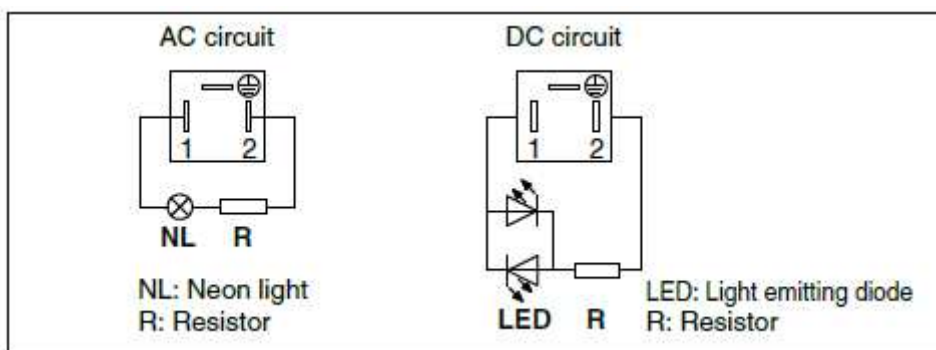 AC circuit
1 2
NL R
NL: Neon light
R: Resistor
DC circuit
1 2
LED R
LED: Light emitting diode
R: Resistor